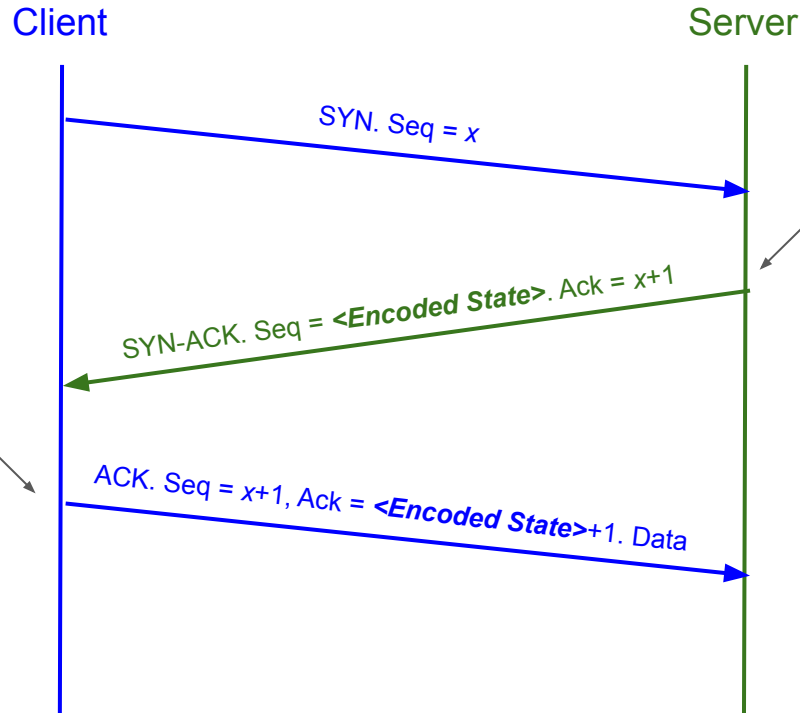 Client
Server
SYN. Seq = x
SYN-ACK. Seq = <Encoded State>. Ack = x+1
ACK. Seq = x+1, Ack = <Encoded State>+1. Data